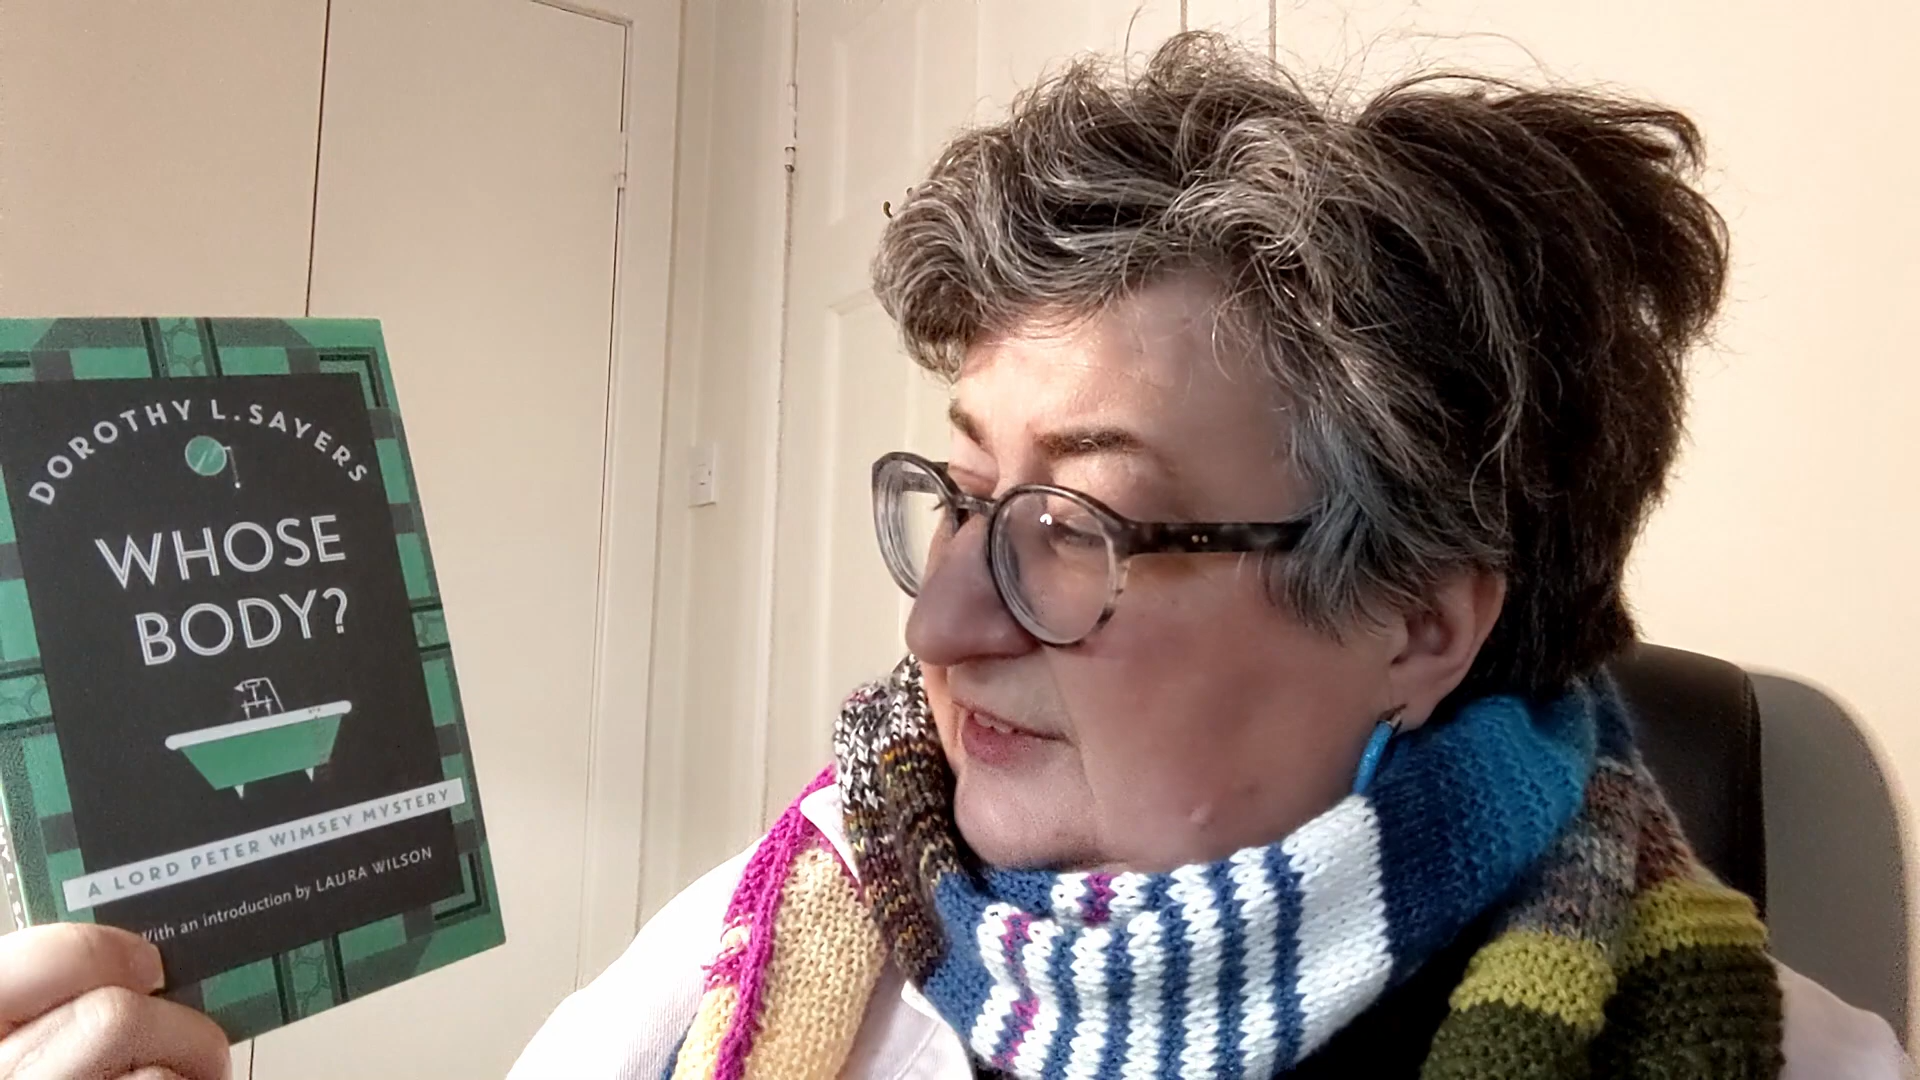 DOROTHY L. SAYERS
WHOSE
BODY?
A LORD PETER WIMSEY MYSTERY
With an introduction by LAURA WILSON